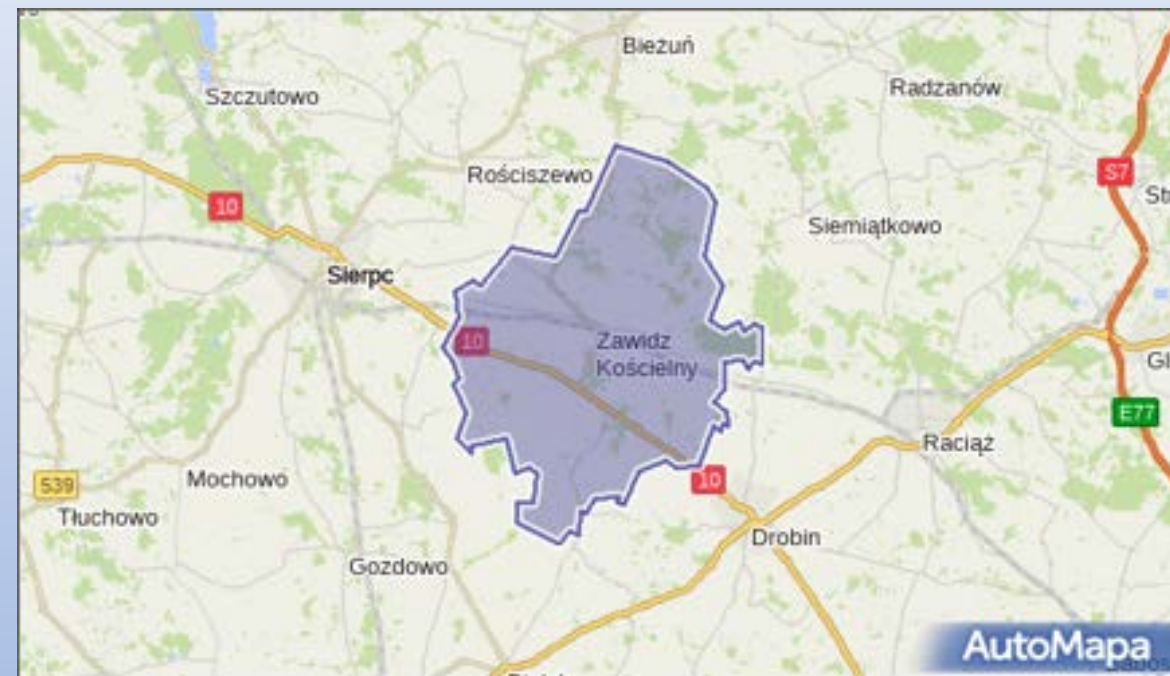 Bieżuń
Radzanów
Szczutowo
Rościszewo
S7
10
Siemiątkowo
Sierpc
10
Zawidz
Kościelny
E77
Raciąż
Mochowo
10
539
Tłuchowo
Drobin
Gozdowo
AutoMapa